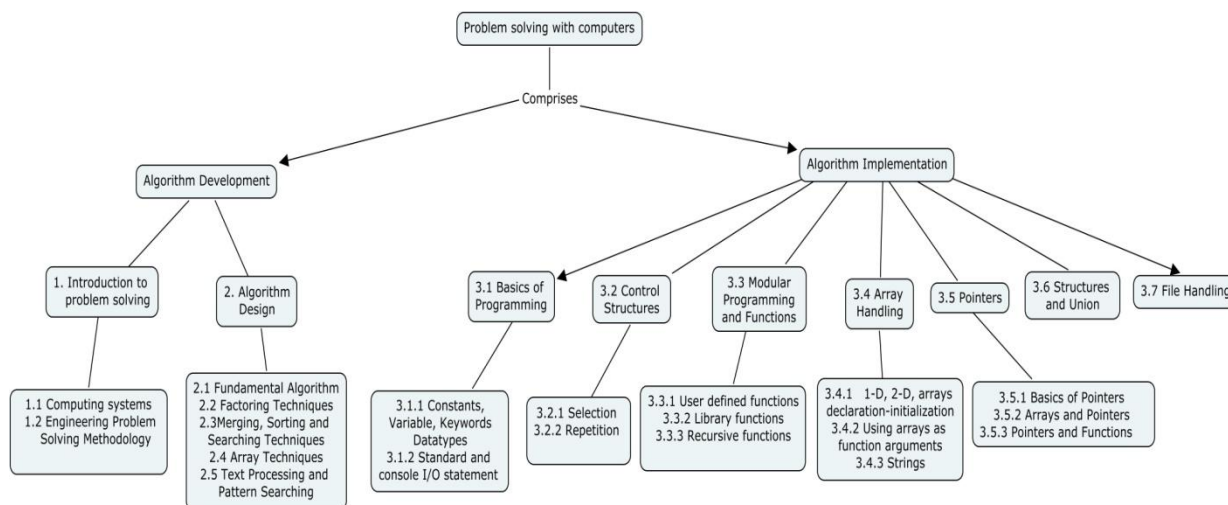 Problem solving with computers
Comprises
Algorithm Development
Algorithm Implementation
1. Introduction to
problem solving
2. Algorithm
Design
3.1 Basics of
Programming
3.2 Control
Structures
3.3 Modular
Programming
and Functions
3.4 Array
Handling
3.5 Pointers
3.6 Structures
and Union
3.7 File Handling
1.1 Computing systems
1.2 Engineering Problem
Solving Methodology
2.1 Fundamental Algorithm
2.2 Factoring Techniques
2.3Merging, Sorting and
Searching Techniques
2.4 Array Techniques
2.5 Text Processing and
Pattern Searching
3.1.1 Constants,
Variable, Keywords
Datatypes
3.1.2 Standard and
console I/O statement
3.2.1 Selection
3.2.2 Repetition
3.3.1 User defined functions
3.3.2 Library functions
3.3.3 Recursive functions
3.4.1 1-D, 2-D, arrays
declaration-initialization
3.4.2 Using arrays as
function arguments
3.4.3 Strings
3.5.1 Basics of Pointers
3.5.2 Arrays and Pointers
3.5.3 Pointers and Functions